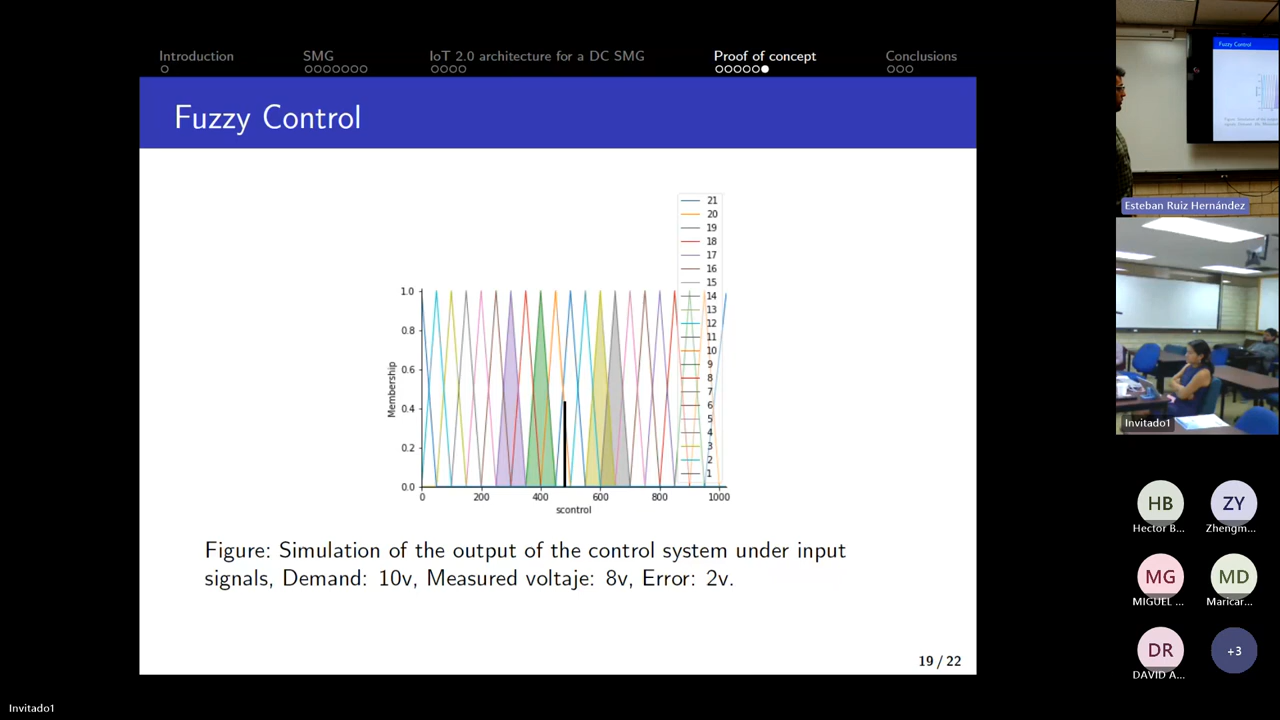 Introduction
SMG
IoT 2.0 architecture for a DC SMG
Proof of concept
Conclusions
Fuzzy Control
21
20
19
18
17
16
15
14
13
12
11
10
9
8
7
6
5
4
3
2
1
1.0
0.8
0.6
0.4
0.2
0.0
Membership
0 200 400 600 800 1000
scontrol
Figure: Simulation of the output of the control system under input
signals, Demand: 10v, Measured voltaje: 8v, Error: 2v.
19 / 22
Fuzzy Control
Esteban Ruiz Hernández
Invitado1
HB
Hector B...
ZY
Zhengm...
MG
MIGUEL ...
MD
Maricar...
DR
DAVID A...
+3
Invitado1